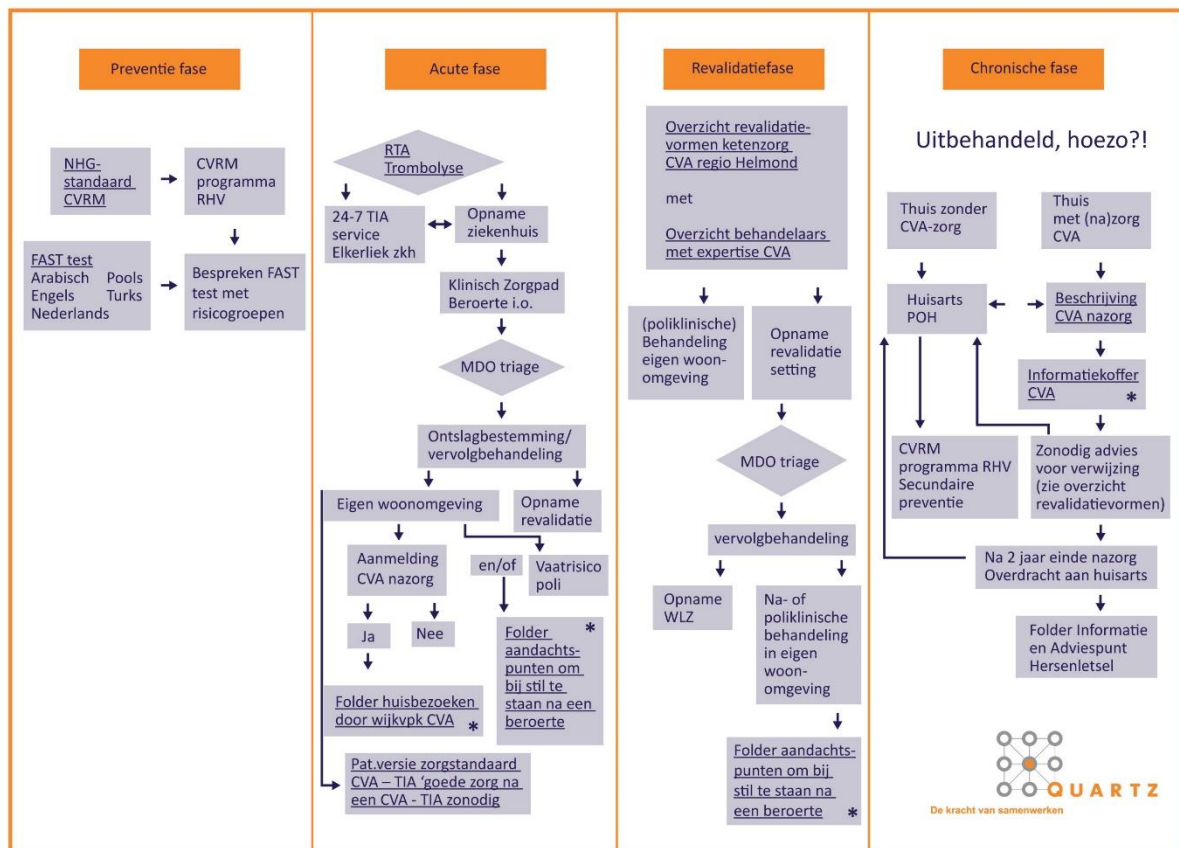 Preventie fase
NHG-
standaard
CVRM
CVRM
programma
RHV
FAST test
Arabisch Pools
Engels Turks
Nederlands
Bespreken FAST
test met
risicogroepen
Acute fase
RTA
Trombolyse
24-7 TIA
service
Elkerliek zkh
Opname
ziekenhuis
Klinisch Zorgpad
Beroerte i.o.
MDO triage
Ontslagbestemming/
vervolgbehandeling
Eigen woonomgeving
Opname
revalidatie
Aanmelding
CVA nazorg
en/of
Vaatrisico
poli
Ja
Nee
Folder huisbezoeken
door wijkvpk CVA *
*
Folder
aandachts-
punten om
bij stil te
staan na een
beroerte
Pat.versie zorgstandaard
CVA – TIA ‘goede zorg na
een CVA - TIA zonodig
Revalidatiefase
Overzicht revalidatie-
vormen ketenzorg
CVA regio Helmond
met
Overzicht behandelaars
met expertise CVA
(poliklinische)
Behandeling
eigen woon-
omgeving
Opname
revalidatie
setting
MDO triage
vervolgbehandeling
Opname
WLZ
Na- of
poliklinische
behandeling
in eigen
woon-
omgeving
Folder aandachts-
punten om bij
stil te staan na
een beroerte *
Chronische fase
Uitbehandeld, hoezo?!
Thuis zonder
CVA-zorg
Thuis
met (na)zorg
CVA
Huisarts
POH
Beschrijving
CVA nazorg
Informatiekoffer
CVA *
CVRM
programma RHV
Secundaire
preventie
Zonodig advies
voor verwijzing
(zie overzicht
revalidatievormen)
Na 2 jaar einde nazorg
Overdracht aan huisarts
Folder Informatie
en Adviespunt
Hersenletsel
QUARTZ
De kracht van samenwerken